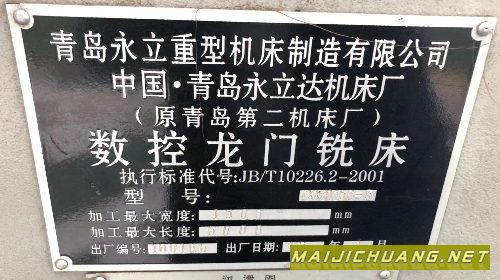 青岛永立重型机床制造有限公司
中国·青岛永立达机床厂
(原青岛第二机床厂)
数控龙门铣床
执行标准代号:JB/T10226.2-2001
型 号:
加工最大宽度: mm
加工最大长度: mm
出厂编号: 出厂日期: 年 月
MAIJICHUANG.NET